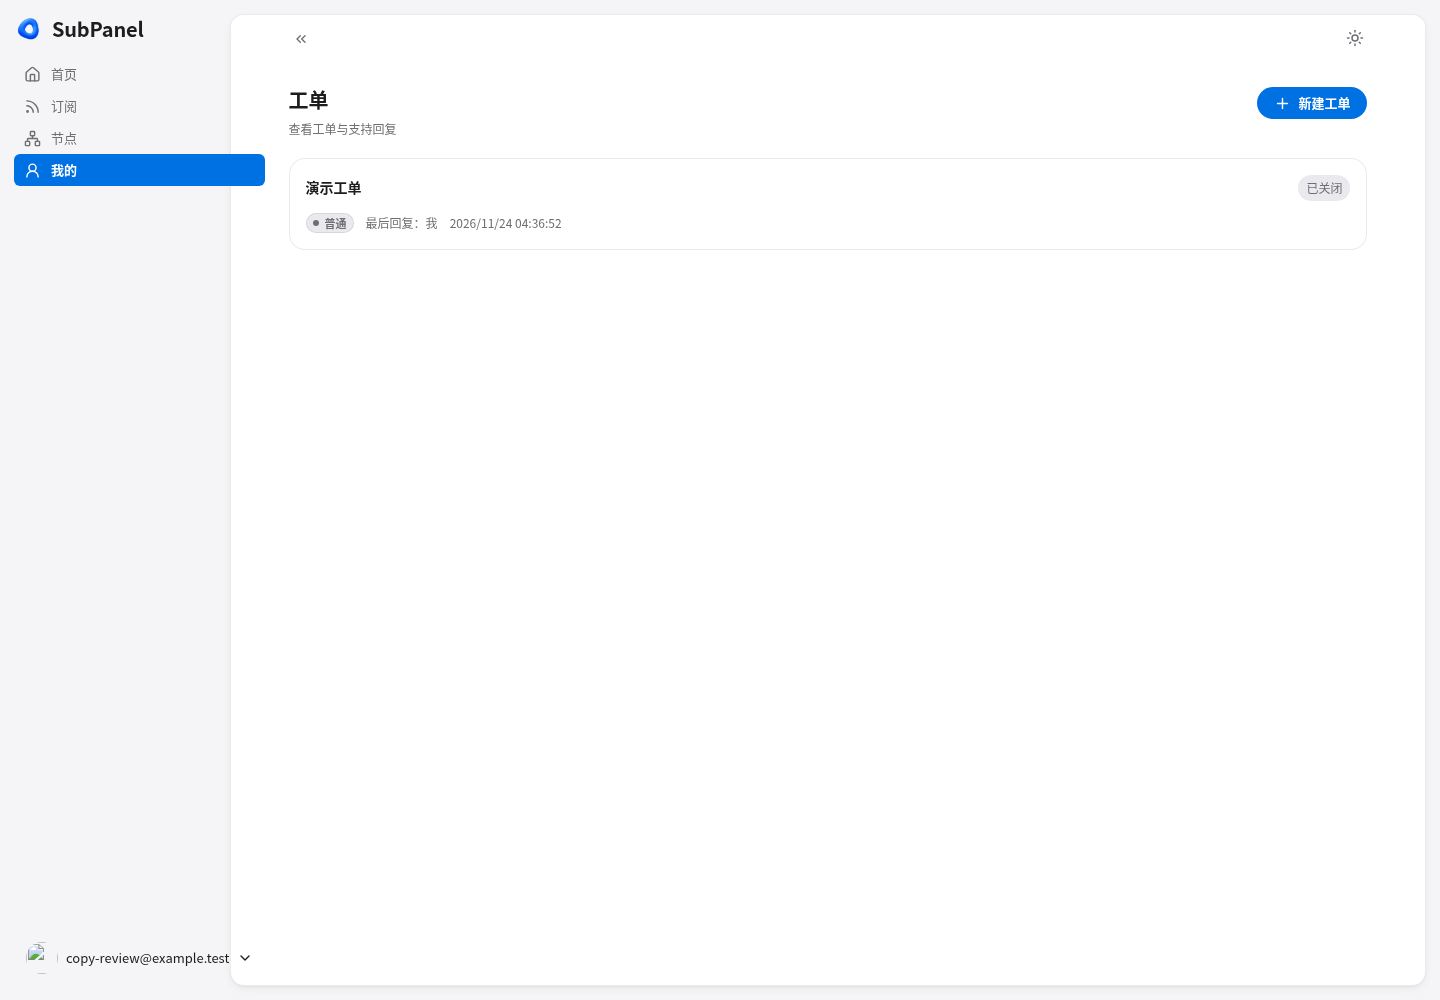 SubPanel
首页
订阅
节点
我的
工单
查看工单与支持回复
新建工单
演示工单
已关闭
普通 最后回复：我 2026/11/24 04:36:52
copy-review@example.test